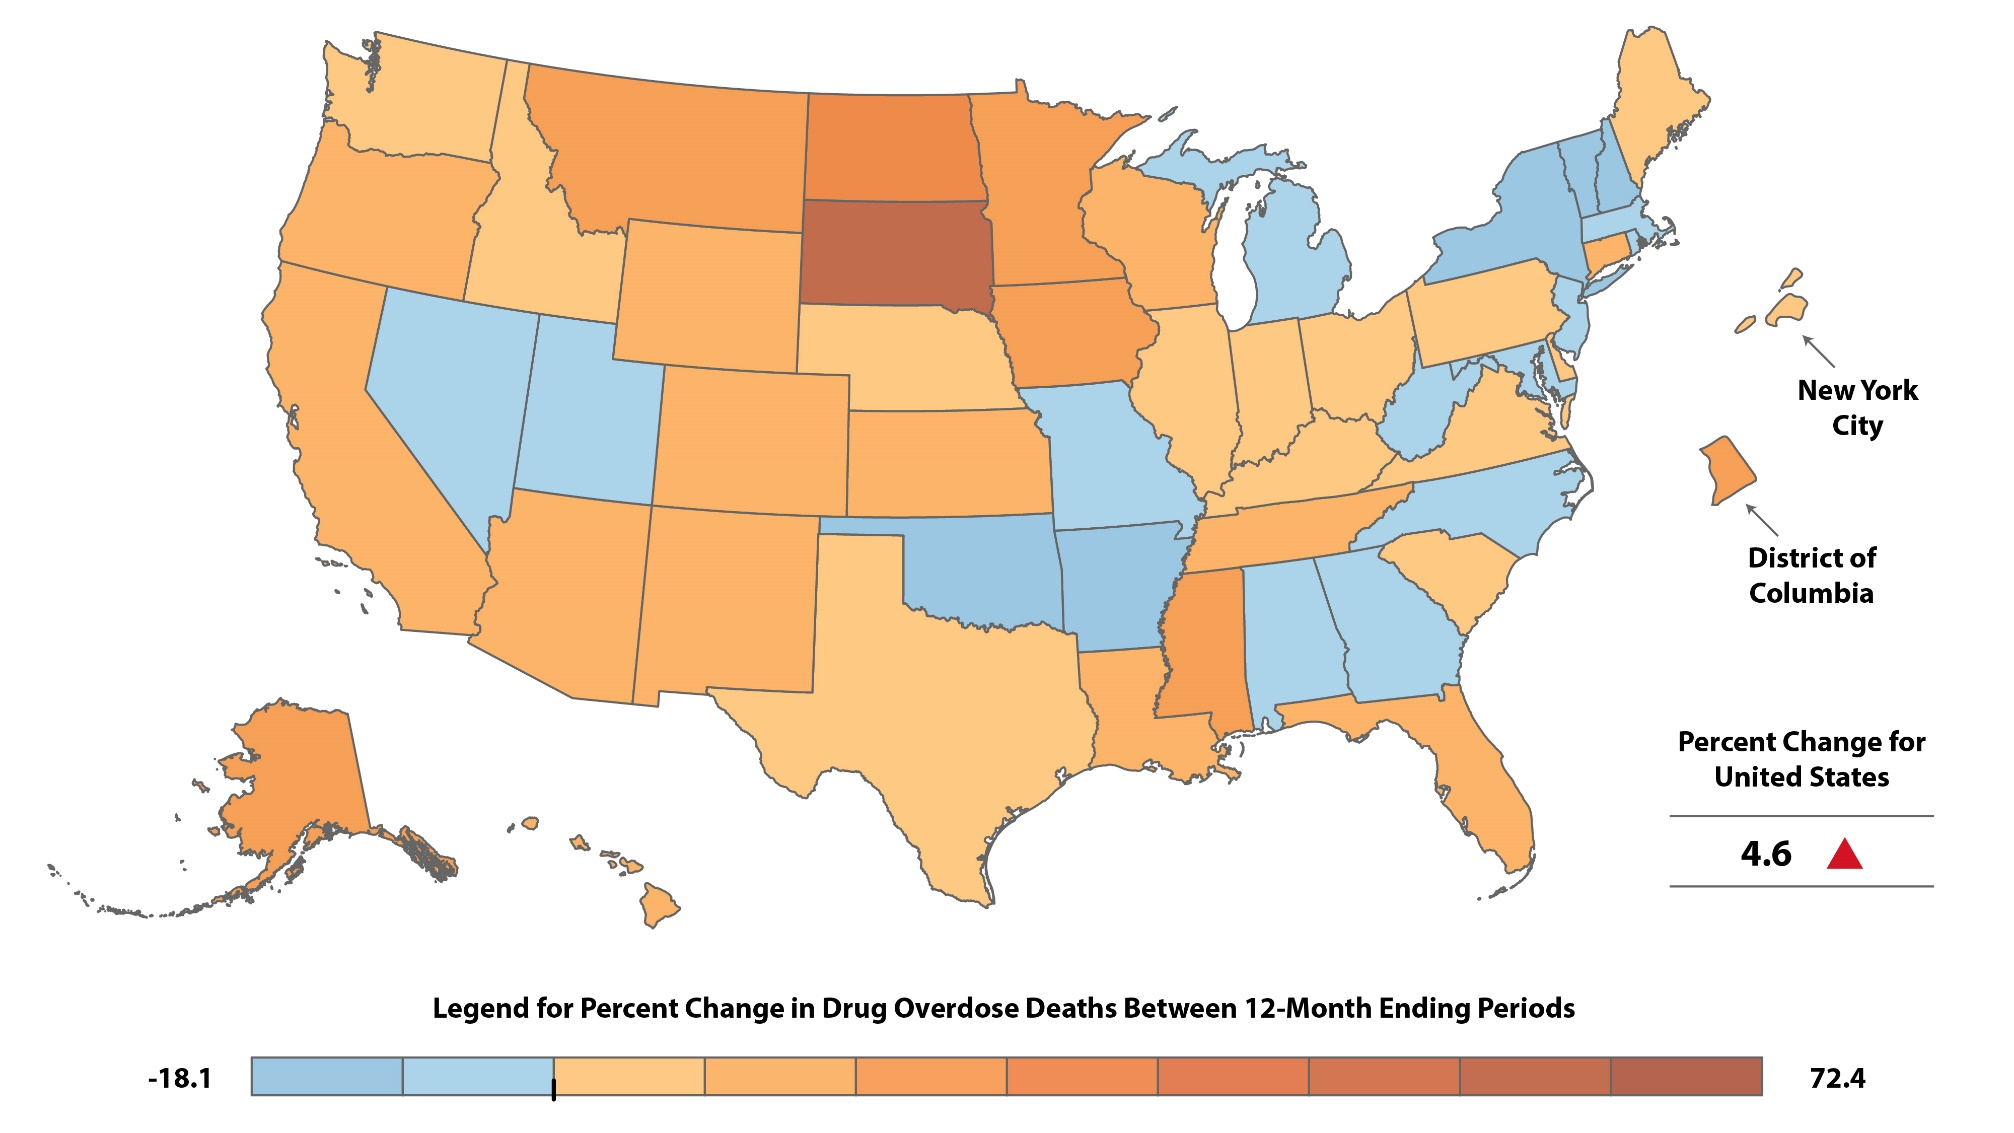 New York
City
District of
Columbia
Percent Change for
United States
4.6
Legend for Percent Change in Drug Overdose Deaths Between 12-Month Ending Periods
-18.1
72.4